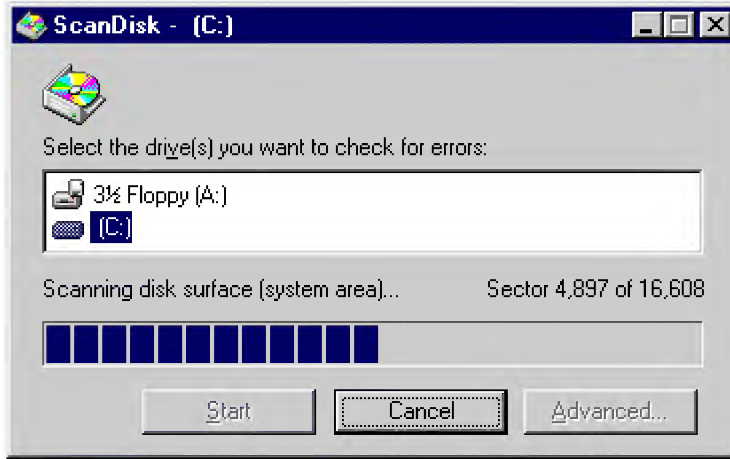 ScanDisk - (C:)
Select the drive(s) you want to check for errors:
3½ Floppy (A:)
(C:)
Scanning disk surface (system area)... Sector 4,897 of 16,608
Start Cancel Advanced...